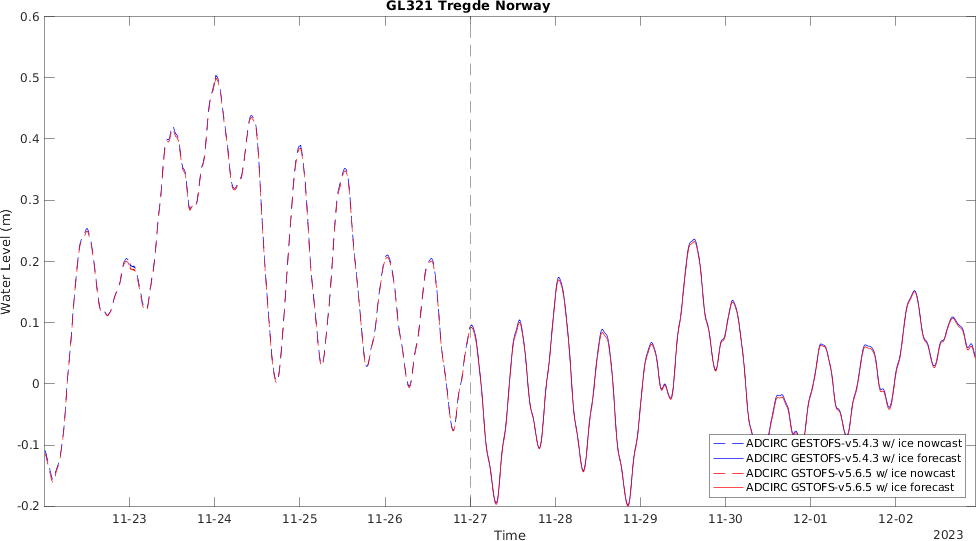 GL321 Tregde Norway
0.6
0.5
0.4
0.3
0.2
0.1
0
-0.1
-0.2
Water Level (m)
ADCIRC GESTOFS-v5.4.3 w/ ice nowcast
ADCIRC GESTOFS-v5.4.3 w/ ice forecast
ADCIRC GSTOFS-v5.6.5 w/ ice nowcast
ADCIRC GSTOFS-v5.6.5 w/ ice forecast
11-23 11-24 11-25 11-26 11-27 11-28 11-29 11-30 12-01 12-02
Time
2023